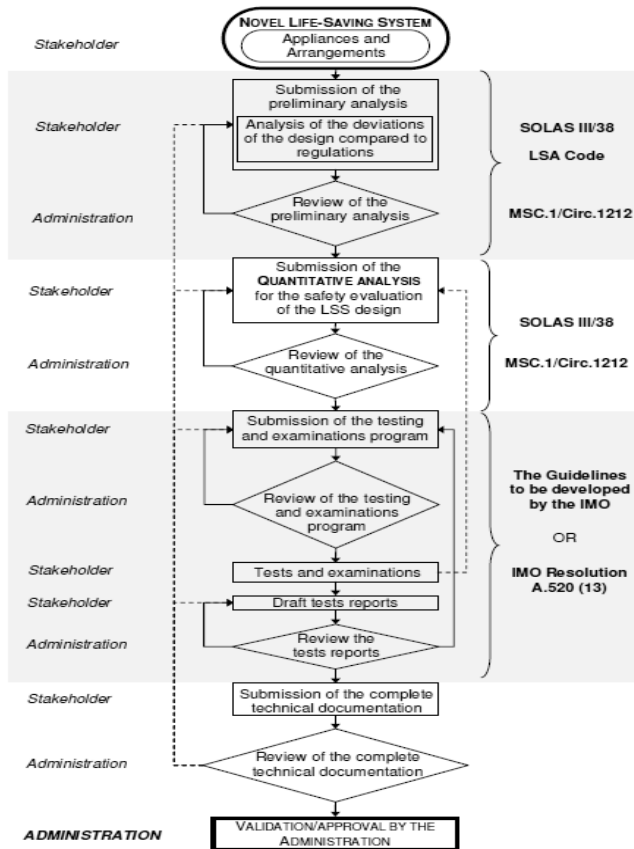 NOVEL LIFE-SAVING SYSTEM
Stakeholder
Appliances and
Arrangements
Submission of the
preliminary analysis
Stakeholder
Analysis of the deviations
of the design compared to
regulations
SOLAS III/38
LSA Code
Administration
Review of the
preliminary analysis
MSC.1/Circ.1212
Stakeholder
Submission of the
QUANTITATIVE ANALYSIS
for the safety evaluation
of the LSS design
SOLAS III/38
Administration
Review of the
quantitative analysis
MSC.1/Circ.1212
Stakeholder
Submission of the testing
and examinations program
Administration
Review of the testing
and examinations
program
The Guidelines
to be developed
by the IMO
OR
IMO Resolution
A.520 (13)
Stakeholder
Tests and examinations
Stakeholder
Draft tests reports
Administration
Review the
tests reports
Stakeholder
Submission of the complete
technical documentation
Administration
Review of the complete
technical documentation
ADMINISTRATION
VALIDATION/APPROVAL BY THE
ADMINISTRATION